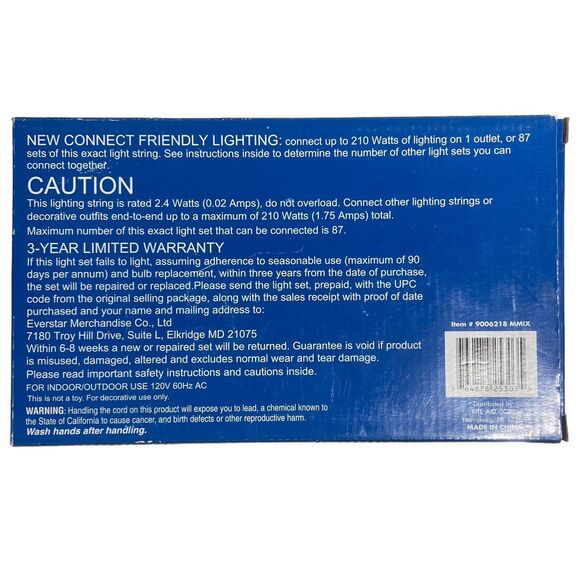 NEW CONNECT FRIENDLY LIGHTING: connect up to 210 Watts of lighting on 1 outlet, or 87
sets of this exact light string. See instructions inside to determine the number of other light sets you can
connect together.
CAUTION
This lighting string is rated 2.4 Watts (0.02 Amps), do not overload. Connect other lighting strings or
decorative outfits end-to-end up to a maximum of 210 Watts (1.75 Amps) total.
Maximum number of this exact light set that can be connected is 87.
3-YEAR LIMITED WARRANTY
If this light set fails to light, assuming adherence to seasonable use (maximum of 90
days per annum) and bulb replacement, within three years from the date of purchase,
the set will be repaired or replaced.Please send the light set, prepaid, with the UPC
code from the original selling package, along with the sales receipt with proof of date
purchased and your name and mailing address to:
Everstar Merchandise Co., Ltd
7180 Troy Hill Drive, Suite L, Elkridge MD 21075
Within 6-8 weeks a new or repaired set will be returned. Guarantee is void if product
is misused, damaged, altered and excludes normal wear and tear damage.
Please read important safety instructions and cautions inside.
FOR INDOOR/OUTDOOR USE 120V 60Hz AC
This is not a toy. For decorative use only.
WARNING: Handling the cord on this product will expose you to lead, a chemical known to
the State of California to cause cancer, and birth defects or other reproductive harm.
Wash hands after handling.
Item # 9006218 MMIX
64878 25303
Distributed by
RITE AID CORP.
Harrisburg, PA
MADE IN CHINA